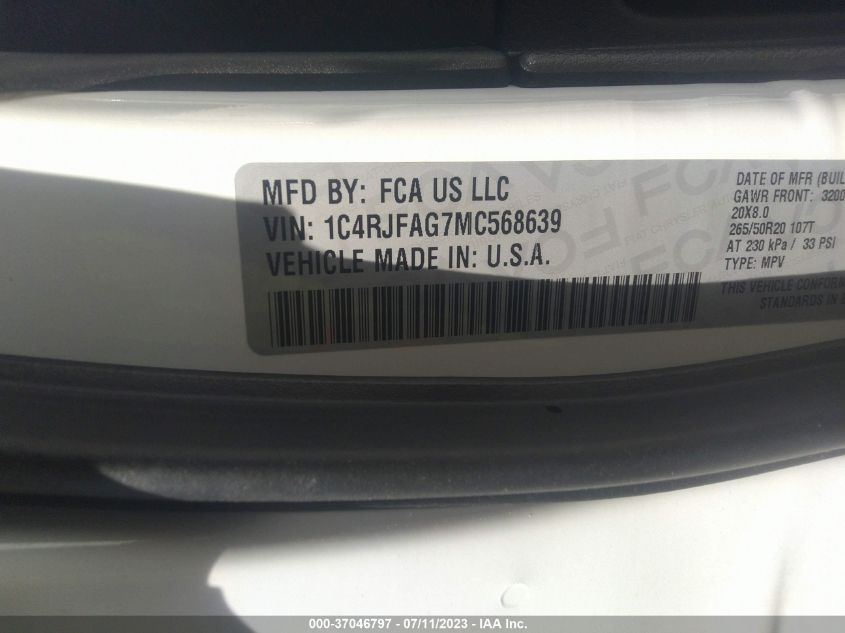 MFD BY: FCA US LLC
VIN: 1C4RJFAG7MC568639
VEHICLE MADE IN: U.S.A.
DATE OF MFR (BUIL
GAWR FRONT: 3200
20X8.0
265/50R20 107T
AT 230 kPa / 33 PSI
TYPE: MPV
THIS VEHICLE CONFORM
STANDARDS IN E
000-37046797 - 07/11/2023 - IAA Inc.